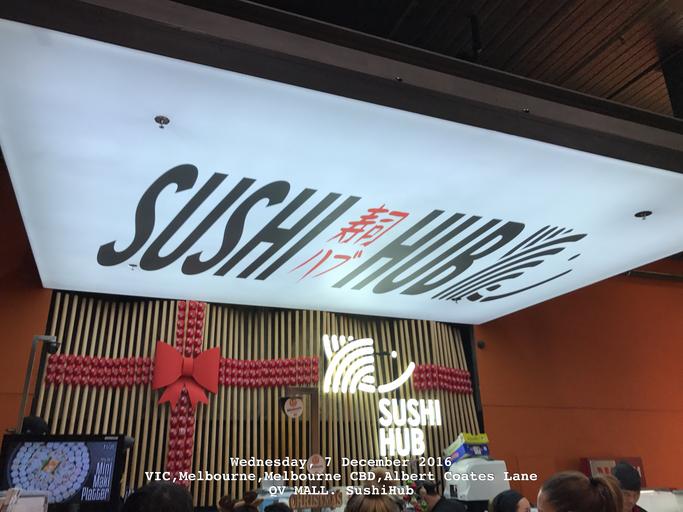 SUSHI 寿司 HUB
ハブ
SUSHI
HUB
Mini
Maki
Platter
Wednesday, 7 December 2016
VIC,Melbourne,Melbourne CBD,Albert Coates Lane
QV MALL. SushiHub